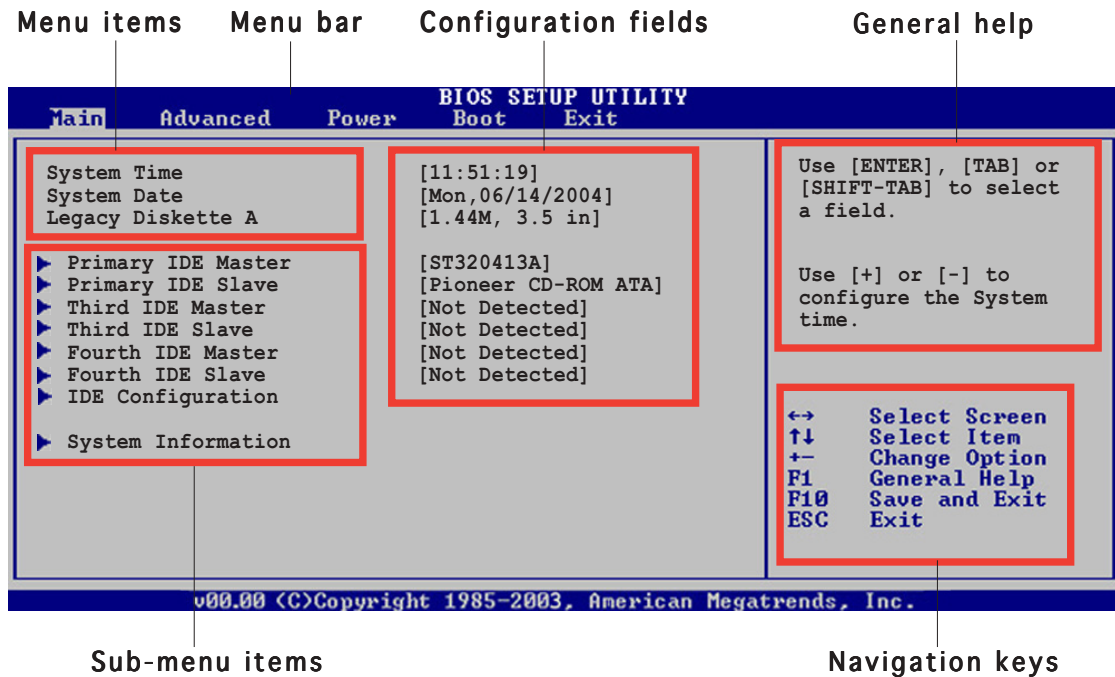 Menu items Menu bar Configuration fields General help
BIOS SETUP UTILITY
Main Advanced Power Boot Exit
System Time [11:51:19]
System Date [Mon,06/14/2004]
Legacy Diskette A [1.44M, 3.5 in]
Primary IDE Master [ST320413A]
Primary IDE Slave [Pioneer CD-ROM ATA]
Third IDE Master [Not Detected]
Third IDE Slave [Not Detected]
Fourth IDE Master [Not Detected]
Fourth IDE Slave [Not Detected]
IDE Configuration
System Information
Use [ENTER], [TAB] or
[SHIFT-TAB] to select
a field.
Use [+] or [-] to
configure the System
time.
←→ Select Screen
↑↓ Select Item
+- Change Option
F1 General Help
F10 Save and Exit
ESC Exit
v00.00 (C)Copyright 1985-2003, American Megatrends, Inc.
Sub-menu items Navigation keys